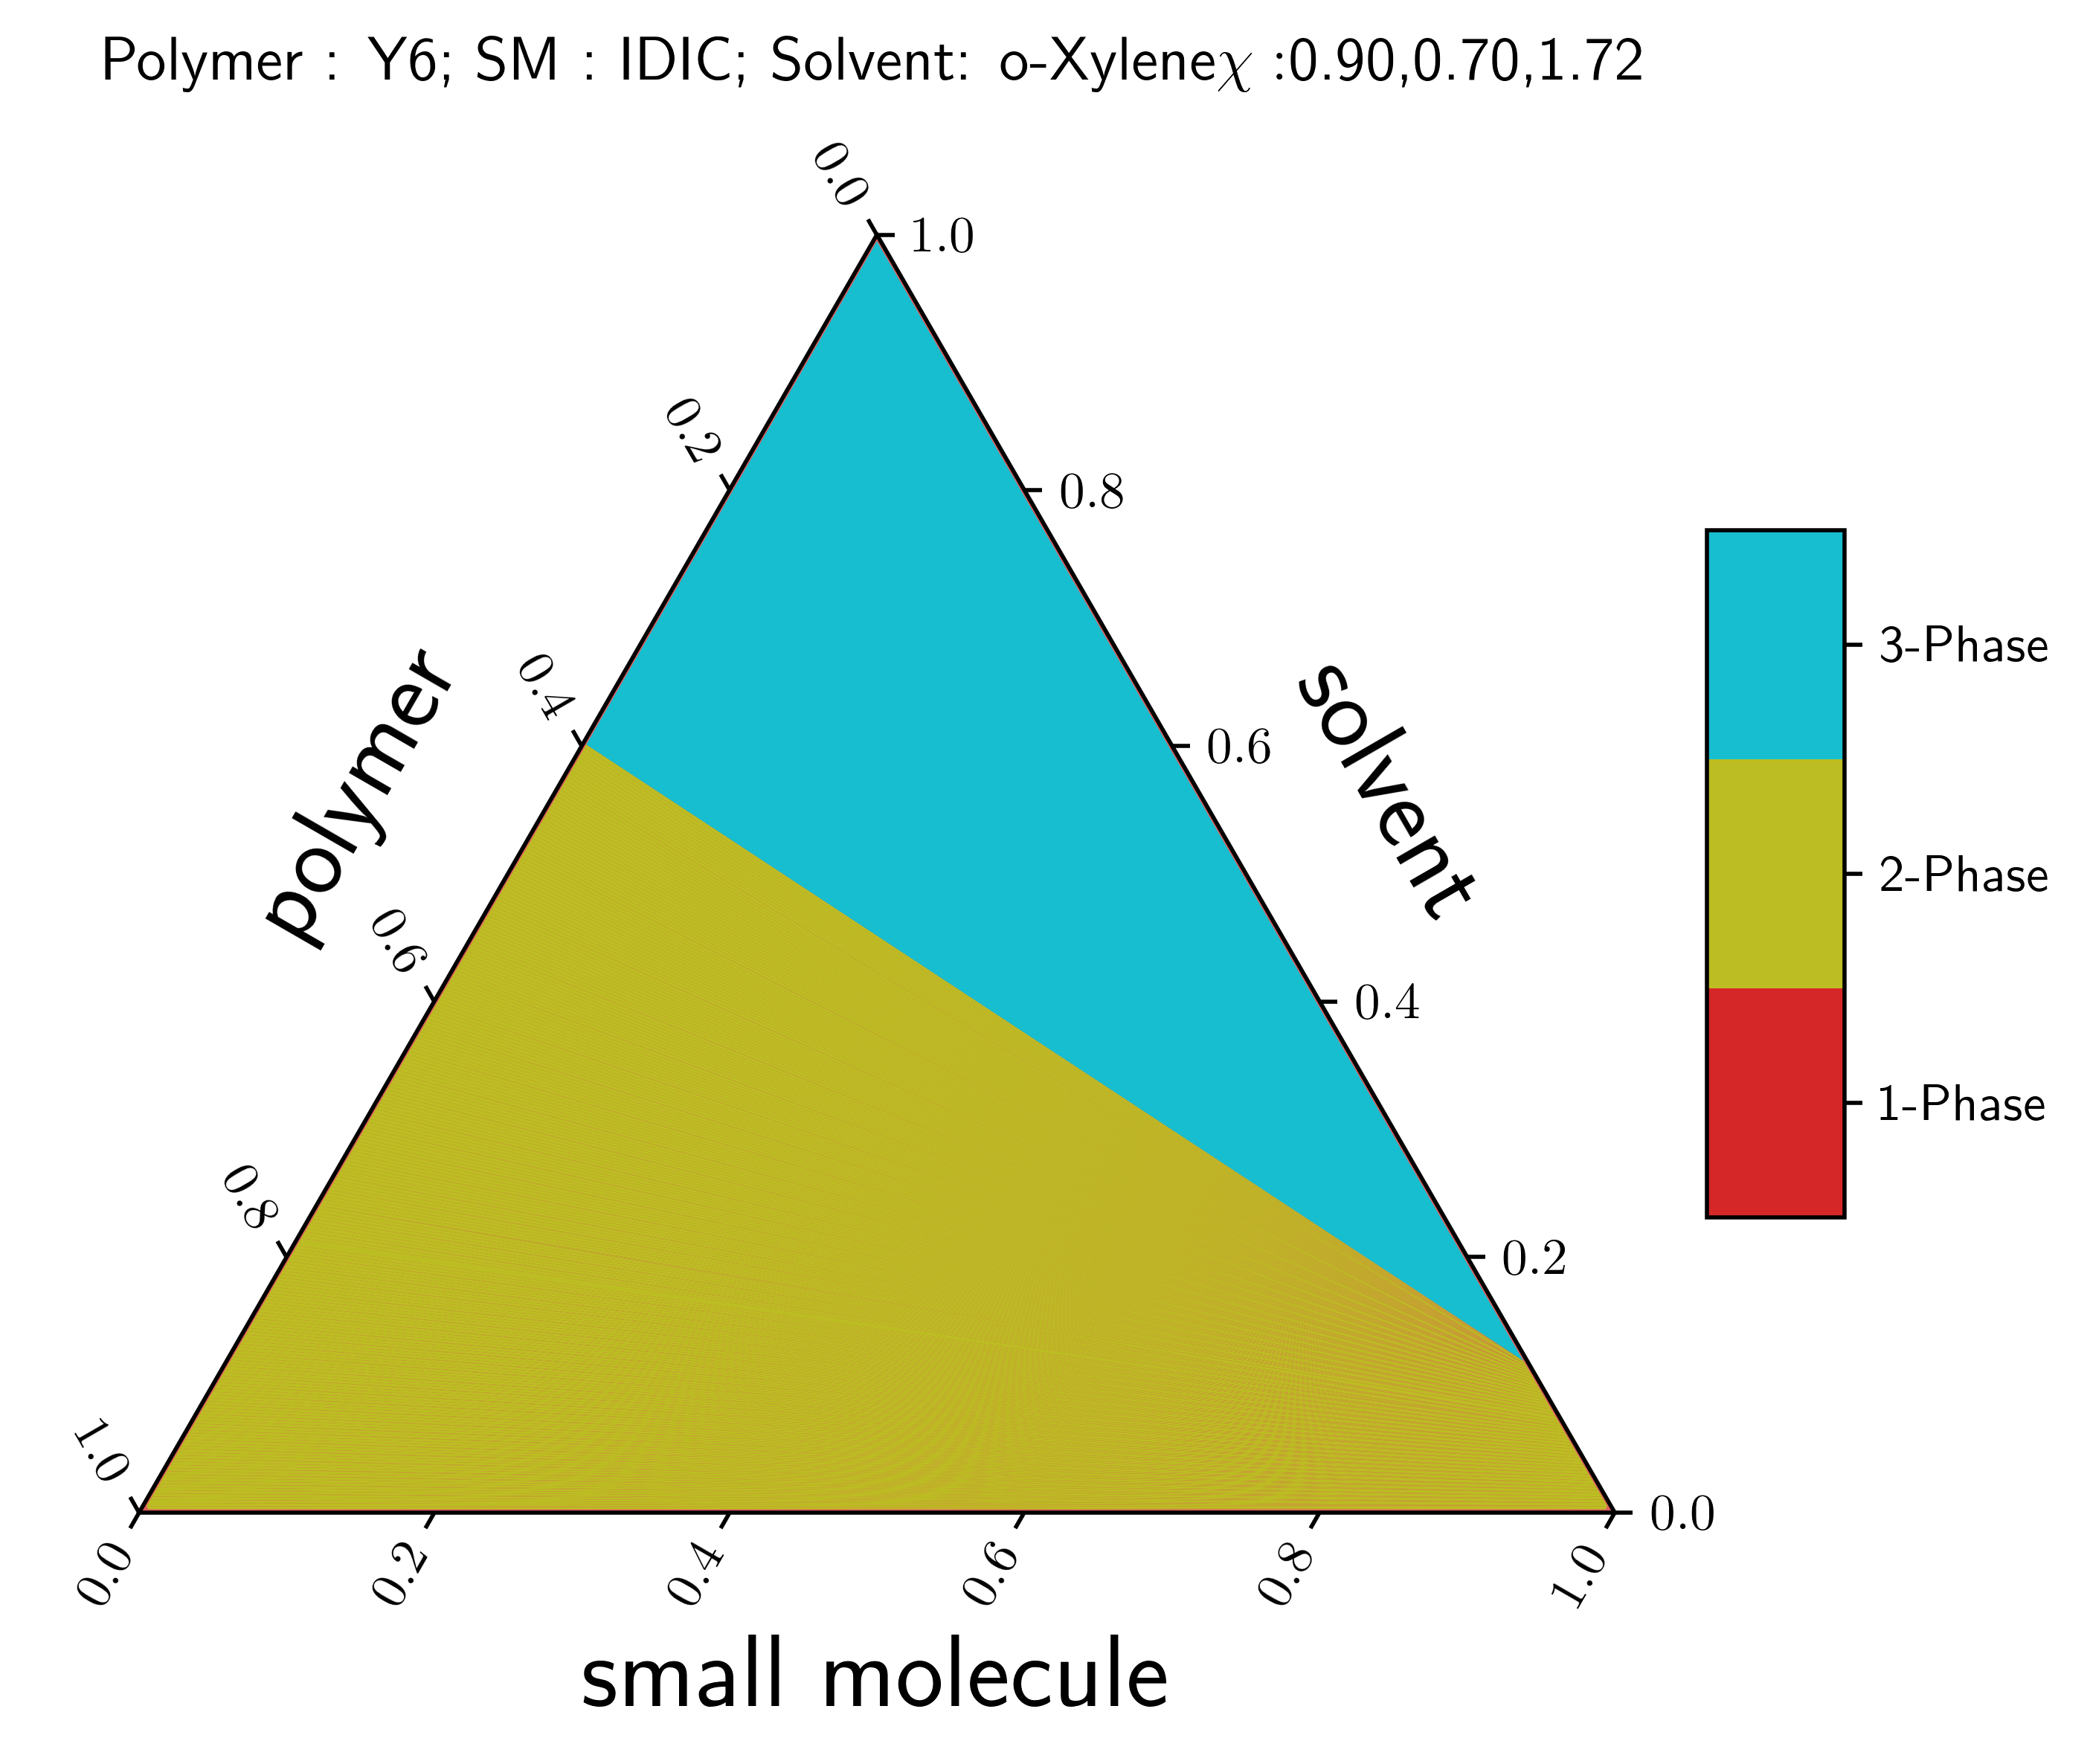 Polymer : Y6; SM : IDIC; Solvent: o-Xyleneχ :0.90,0.70,1.72
0.0
1.0
0.2
0.8
0.4
0.6
polymer
solvent
0.6
0.4
0.8
0.2
1.0
0.0
0.0
0.2
0.4
0.6
0.8
1.0
small molecule
3-Phase
2-Phase
1-Phase